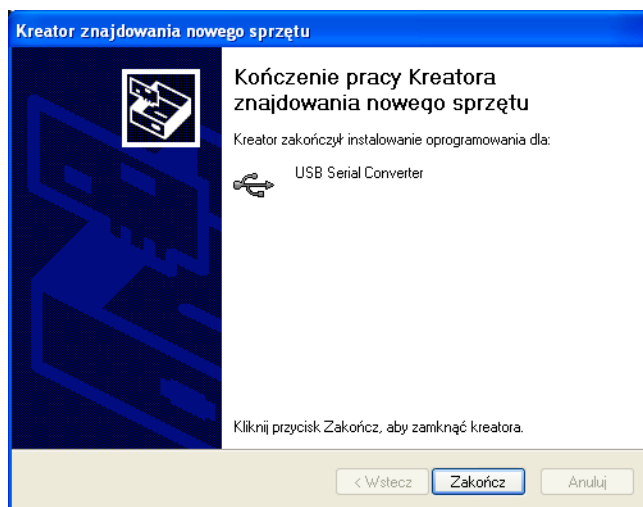 Kreator znajdowania nowego sprzętu
Kończenie pracy Kreatora
znajdowania nowego sprzętu
Kreator zakończył instalowanie oprogramowania dla:
USB Serial Converter
Kliknij przycisk Zakończ, aby zamknąć kreatora.
< Wstecz Zakończ Anuluj